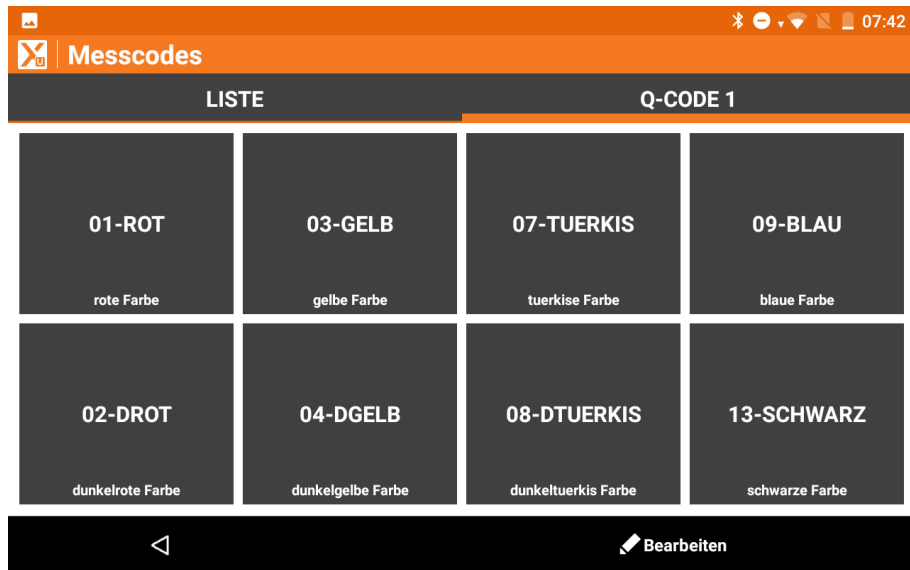 07:42
XU Messcodes
LISTE Q-CODE 1
01-ROT 03-GELB 07-TUERKIS 09-BLAU
rote Farbe gelbe Farbe tuerkise Farbe blaue Farbe
02-DROT 04-DGELB 08-DTUERKIS 13-SCHWARZ
dunkelrote Farbe dunkelgelbe Farbe dunkeltuerkis Farbe schwarze Farbe
Bearbeiten